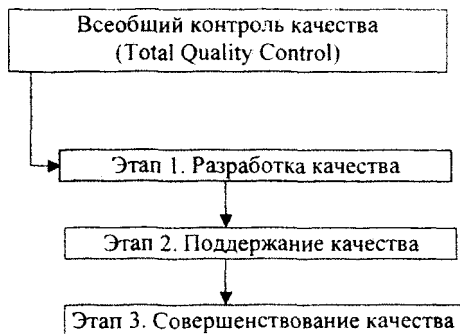 Всеобщий контроль качества
(Total Quality Control)
Этап 1. Разработка качества
Этап 2. Поддержание качества
Этап 3. Совершенствование качества